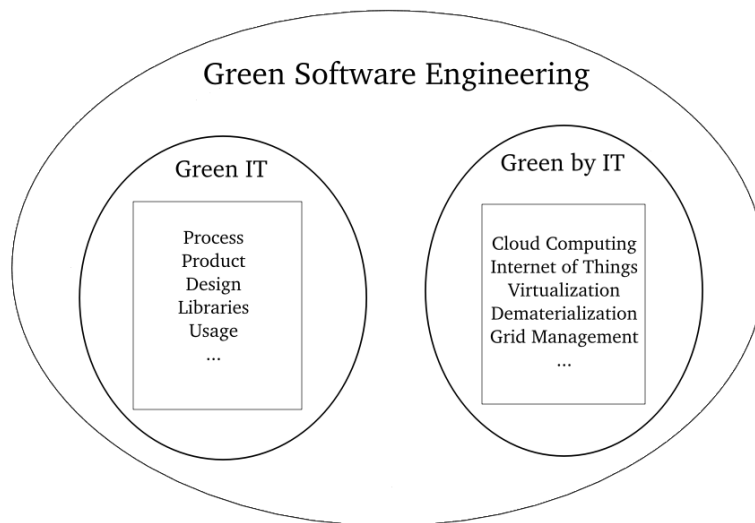 Green Software Engineering
Green IT
Process
Product
Design
Libraries
Usage
...
Green by IT
Cloud Computing
Internet of Things
Virtualization
Dematerialization
Grid Management
...